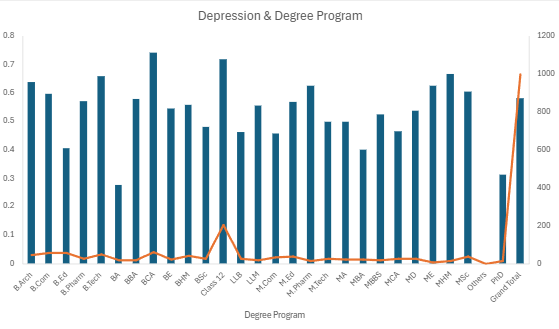 Depression & Degree Program
0.8
0.7
0.6
0.5
0.4
0.3
0.2
0.1
0
1200
1000
800
600
400
200
0
B.Arch
B.Com
B.Ed
B.Pharm
B.Tech
BA
BBA
BCA
BE
BHM
BSc
Class 12
LLB
LLM
M.Com
M.Ed
M.Pharm
M.Tech
MA
MBA
MBBS
MCA
MD
ME
MHM
MSc
Others
PhD
Grand Total
Degree Program